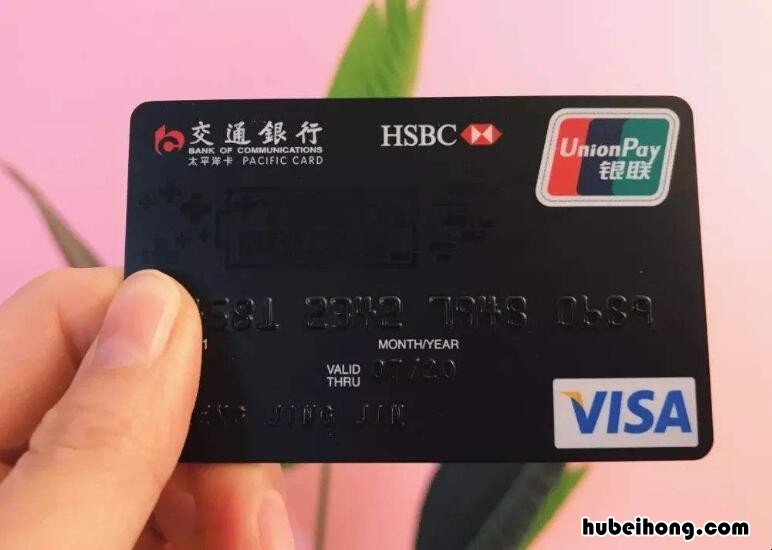 交通銀行
BANK OF COMMUNICATIONS
太平洋卡 PACIFIC CARD
HSBC
UnionPay
银联
2342 7948 0689
MONTH/YEAR
VALID THRU 07/20
JING JIN
VISA
hubeihong.com